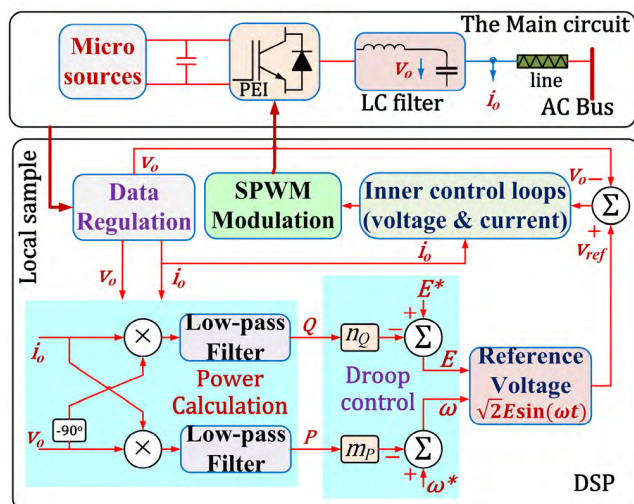 The Main circuit
Micro
sources
PEI
V_o
LC filter
i_o
line
AC Bus
Local sample
V_o
Data
Regulation
SPWM
Modulation
Inner control loops
(voltage & current)
V_o −
Σ
+
V_ref
V_o
i_o
i_o
i_o
×
Low-pass
Filter
Q
n_Q
−
+
E*
Σ
E
Power
Calculation
Droop
control
Reference
Voltage
√2Esin(ωt)
-90°
V_o
×
Low-pass
Filter
P
m_P
−
+
Σ
ω
ω*
DSP